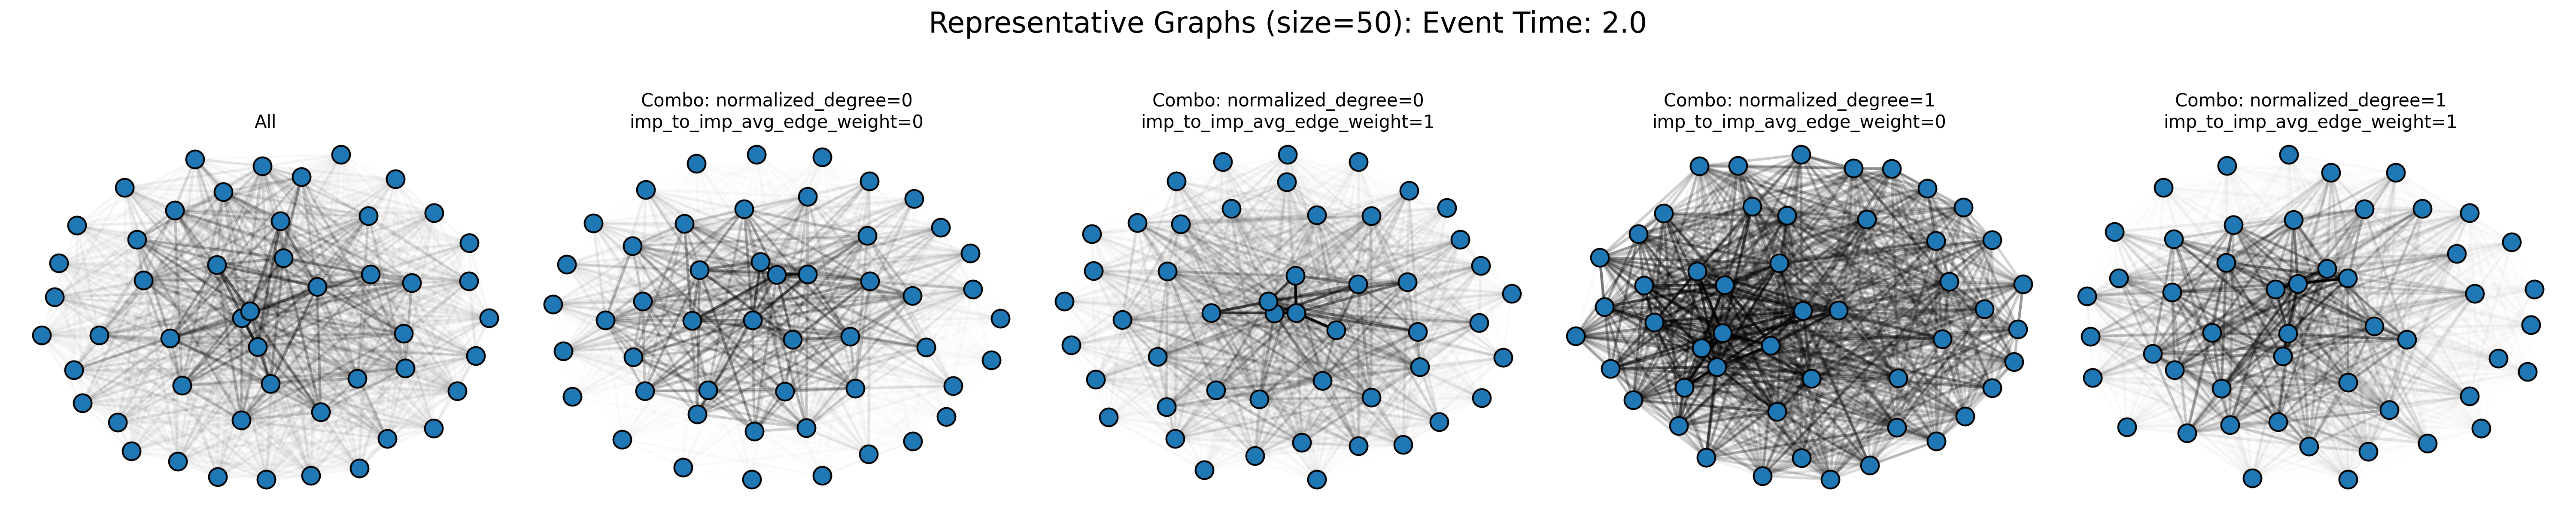 Representative Graphs (size=50): Event Time: 2.0
All
Combo: normalized_degree=0
imp_to_imp_avg_edge_weight=0
Combo: normalized_degree=0
imp_to_imp_avg_edge_weight=1
Combo: normalized_degree=1
imp_to_imp_avg_edge_weight=0
Combo: normalized_degree=1
imp_to_imp_avg_edge_weight=1